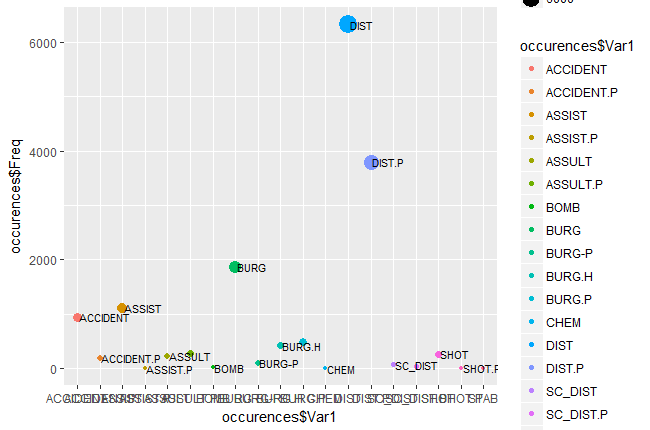 6000
occurences$Var1
ACCIDENT
ACCIDENT.P
ASSIST
ASSIST.P
ASSULT
ASSULT.P
BOMB
BURG
BURG-P
BURG.H
BURG.P
CHEM
DIST
DIST.P
SC_DIST
SC_DIST.P
occurences$Freq
6000
4000
2000
0
DIST
DIST.P
BURG
ASSIST
ACCIDENT
BURG.H
ASSULT
SHOT
ACCIDENT.P
BURG-P
SC_DIST
ASSIST.P
BOMB
CHEM
SHOT.P
occurences$Var1